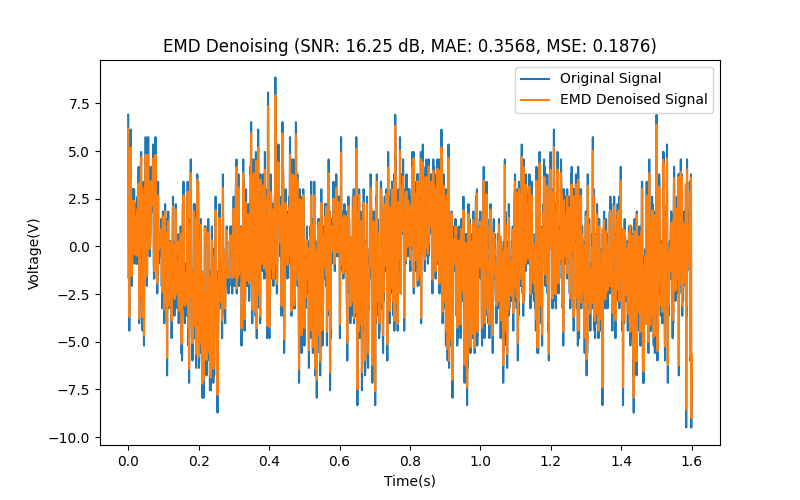 EMD Denoising (SNR: 16.25 dB, MAE: 0.3568, MSE: 0.1876)
Original Signal
EMD Denoised Signal
Voltage(V)
7.5
5.0
2.5
0.0
−2.5
−5.0
−7.5
−10.0
0.0 0.2 0.4 0.6 0.8 1.0 1.2 1.4 1.6
Time(s)